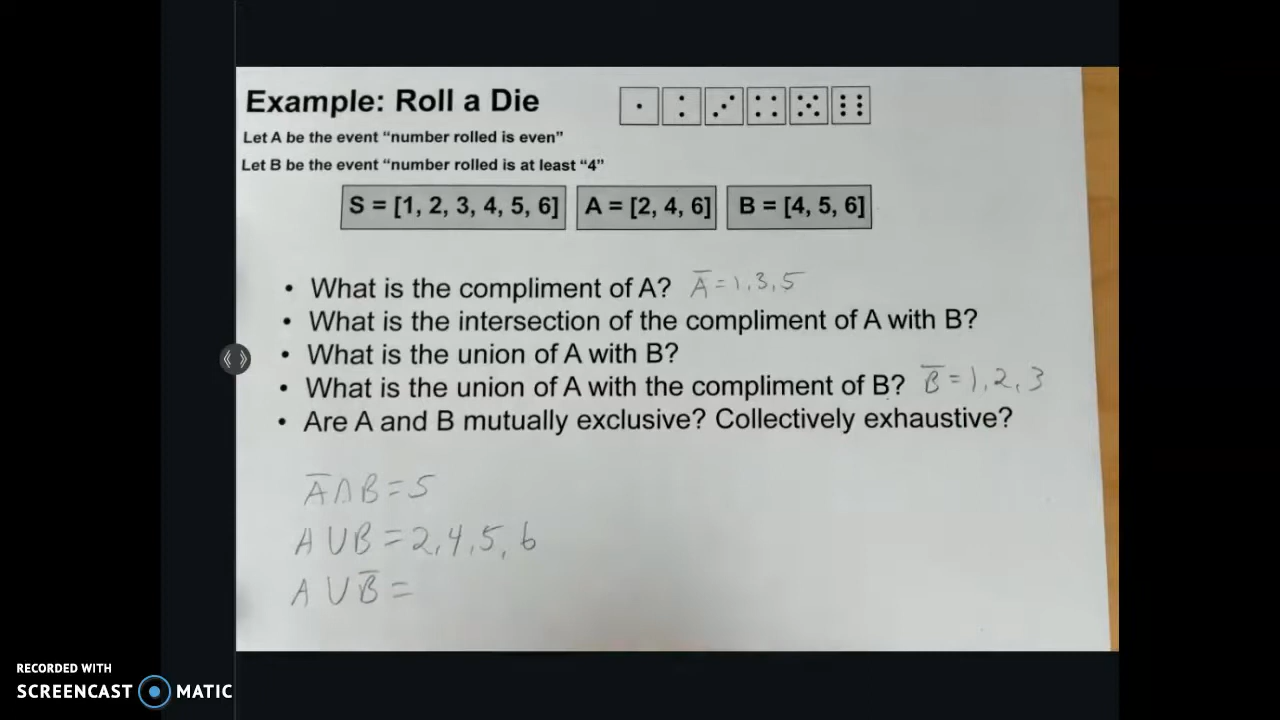 Example: Roll a Die
Let A be the event “number rolled is even”
Let B be the event “number rolled is at least “4”
S = [1, 2, 3, 4, 5, 6] A = [2, 4, 6] B = [4, 5, 6]
• What is the compliment of A? A̅ = 1, 3, 5
• What is the intersection of the compliment of A with B?
• What is the union of A with B?
• What is the union of A with the compliment of B? B̅ = 1, 2, 3
• Are A and B mutually exclusive? Collectively exhaustive?
A̅ ∩ B = 5
A ∪ B = 2, 4, 5, 6
A ∪ B̅ =
RECORDED WITH
SCREENCAST MATIC